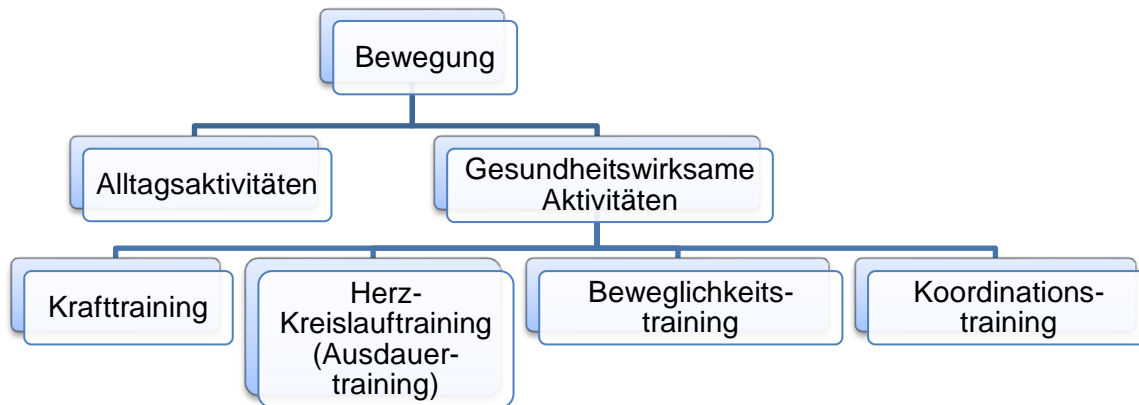 Bewegung
Alltagsaktivitäten
Gesundheitswirksame
Aktivitäten
Krafttraining
Herz-
Kreislauftraining
(Ausdauer-
training)
Beweglichkeits-
training
Koordinations-
training